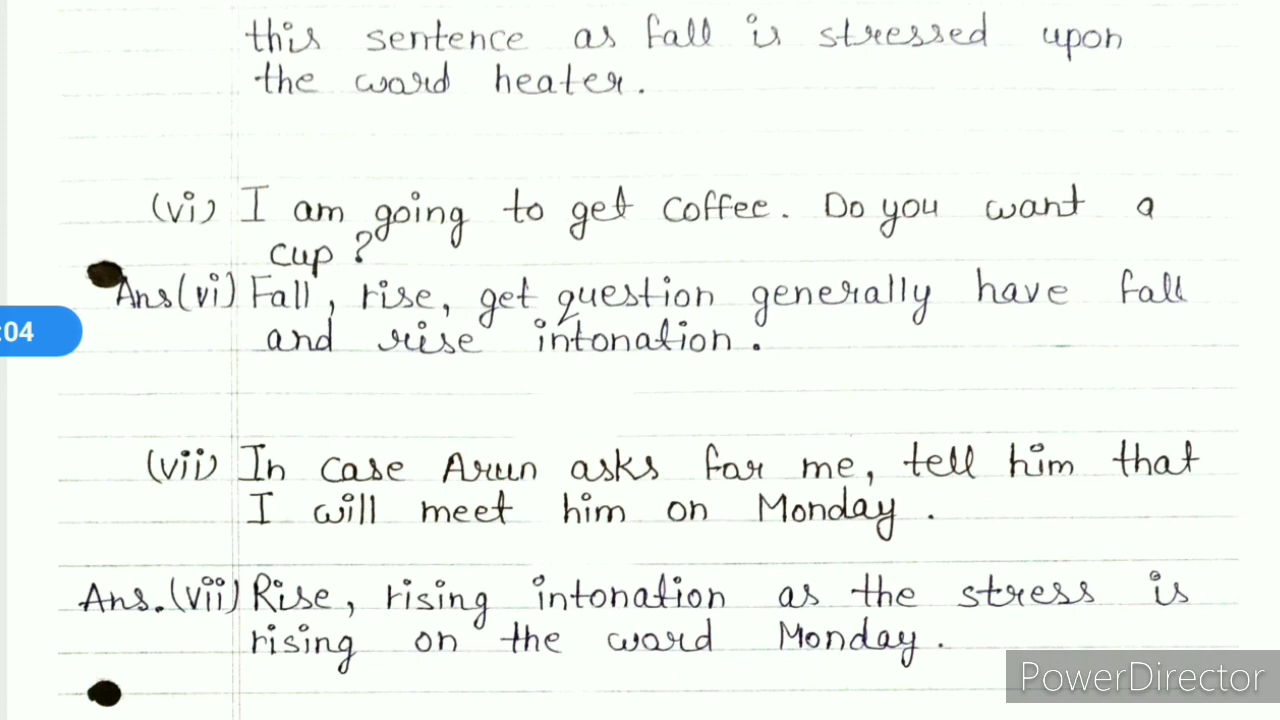 this sentence as fall is stressed upon
the word heater.
(vi) I am going to get coffee. Do you want a
cup?
Ans(vi) Fall, rise, get question generally have fall
and rise intonation.
:04
(vii) In case Arun asks for me, tell him that
I will meet him on Monday.
Ans.(vii) Rise, rising intonation as the stress is
rising on the word Monday.
PowerDirector